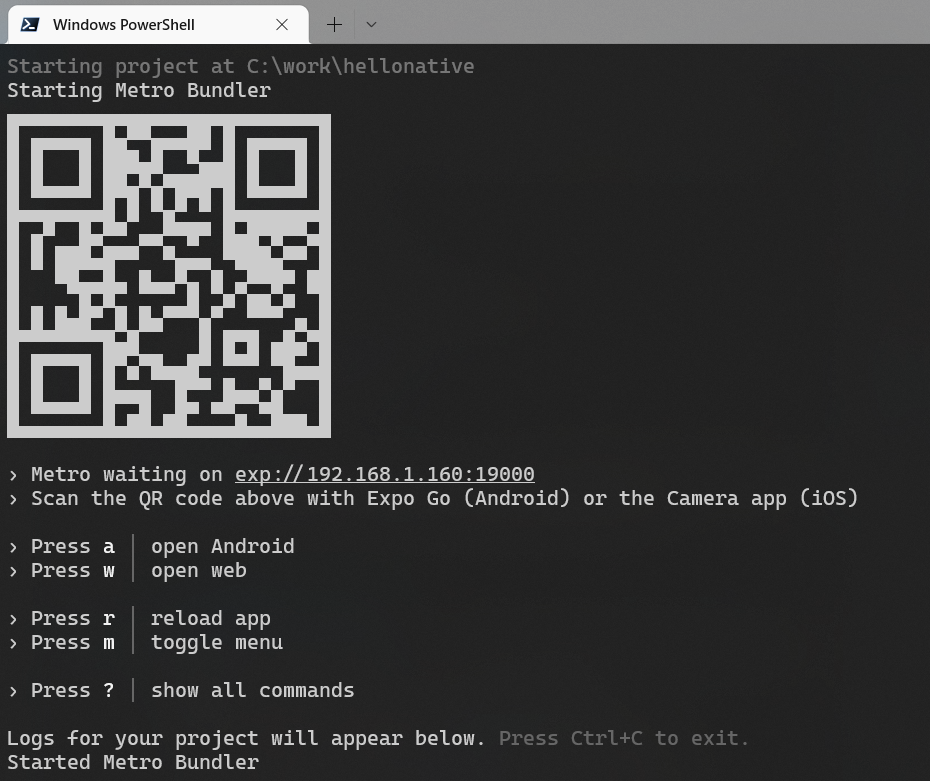 Windows PowerShell
Starting project at C:\work\hellonative
Starting Metro Bundler
› Metro waiting on exp://192.168.1.160:19000
› Scan the QR code above with Expo Go (Android) or the Camera app (iOS)
› Press a │ open Android
› Press w │ open web
› Press r │ reload app
› Press m │ toggle menu
› Press ? │ show all commands
Logs for your project will appear below. Press Ctrl+C to exit.
Started Metro Bundler